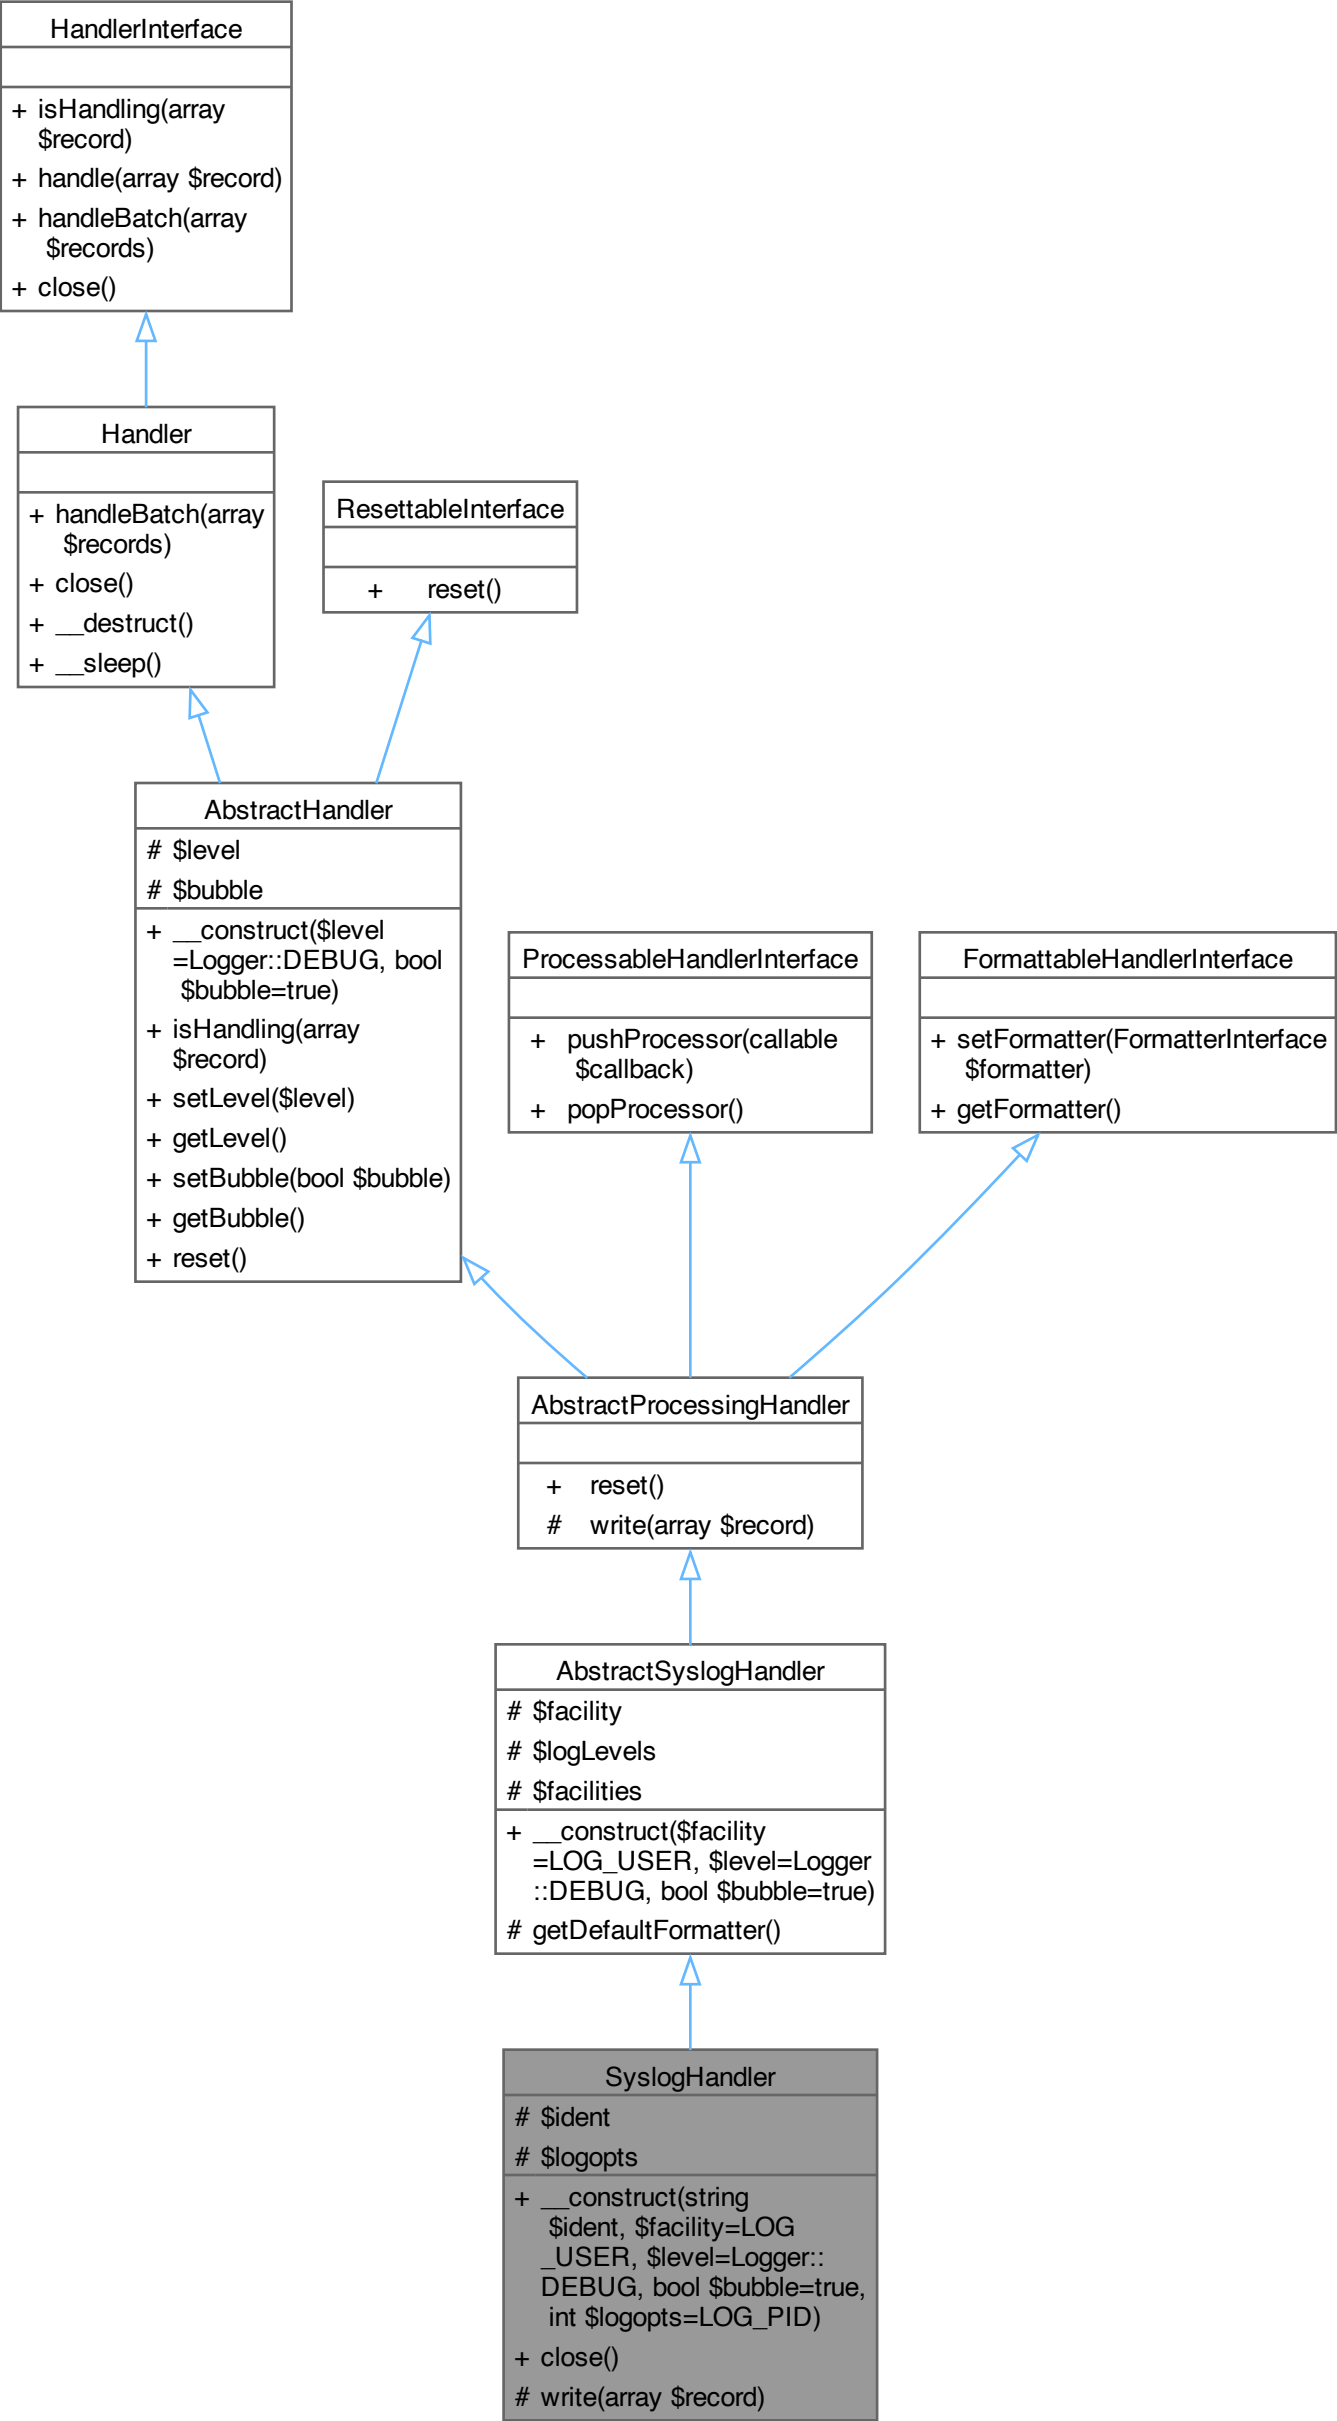 HandlerInterface
+ isHandling(array
$record)
+ handle(array $record)
+ handleBatch(array
$records)
+ close()
Handler
+ handleBatch(array
$records)
+ close()
+ __destruct()
+ __sleep()
ResettableInterface
+ reset()
AbstractHandler
# $level
# $bubble
+ __construct($level
=Logger::DEBUG, bool
$bubble=true)
+ isHandling(array
$record)
+ setLevel($level)
+ getLevel()
+ setBubble(bool $bubble)
+ getBubble()
+ reset()
ProcessableHandlerInterface
+ pushProcessor(callable
$callback)
+ popProcessor()
FormattableHandlerInterface
+ setFormatter(FormatterInterface
$formatter)
+ getFormatter()
AbstractProcessingHandler
+ reset()
# write(array $record)
AbstractSyslogHandler
# $facility
# $logLevels
# $facilities
+ __construct($facility
=LOG_USER, $level=Logger
::DEBUG, bool $bubble=true)
# getDefaultFormatter()
SyslogHandler
# $ident
# $logopts
+ __construct(string
$ident, $facility=LOG
_USER, $level=Logger::
DEBUG, bool $bubble=true,
int $logopts=LOG_PID)
+ close()
# write(array $record)